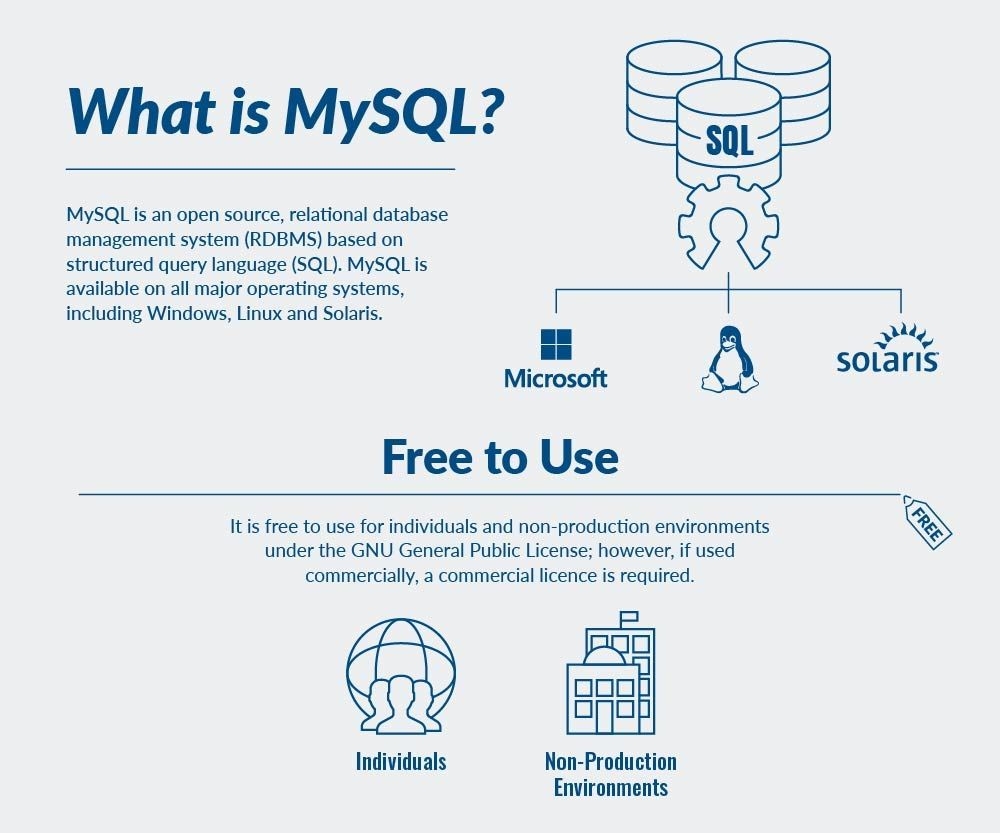 What is MySQL?
MySQL is an open source, relational database
management system (RDBMS) based on
structured query language (SQL). MySQL is
available on all major operating systems,
including Windows, Linux and Solaris.
SQL
Microsoft
solaris™
Free to Use
FREE
It is free to use for individuals and non-production environments
under the GNU General Public License; however, if used
commercially, a commercial licence is required.
Individuals
Non-Production
Environments